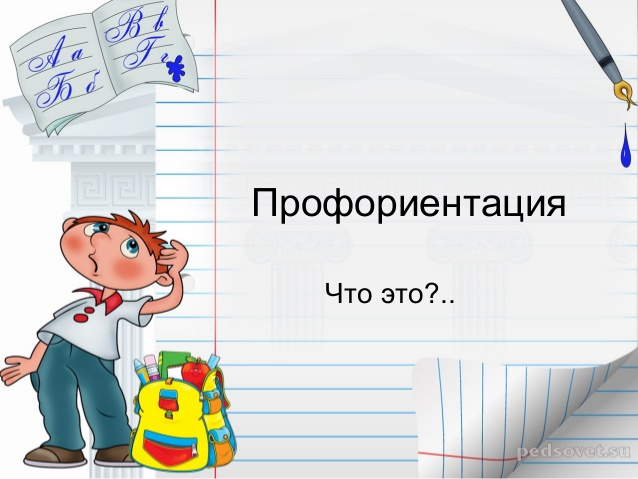 А а
Б б
В в
Г г
Профориентация
Что это?..
pedsovet.su